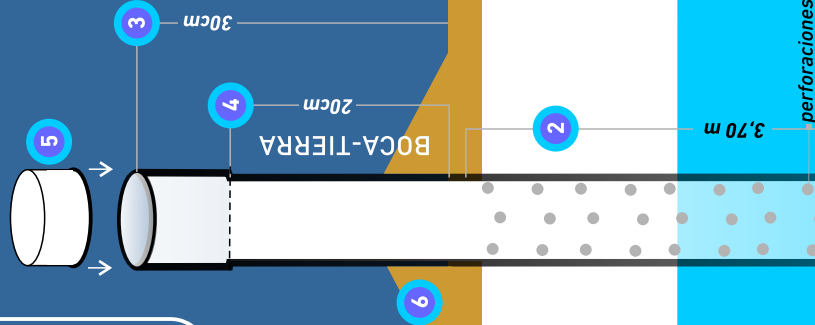 3
30cm
4
20cm
5
BOCA-TIERRA
2
3,70 m
perforaciones
6